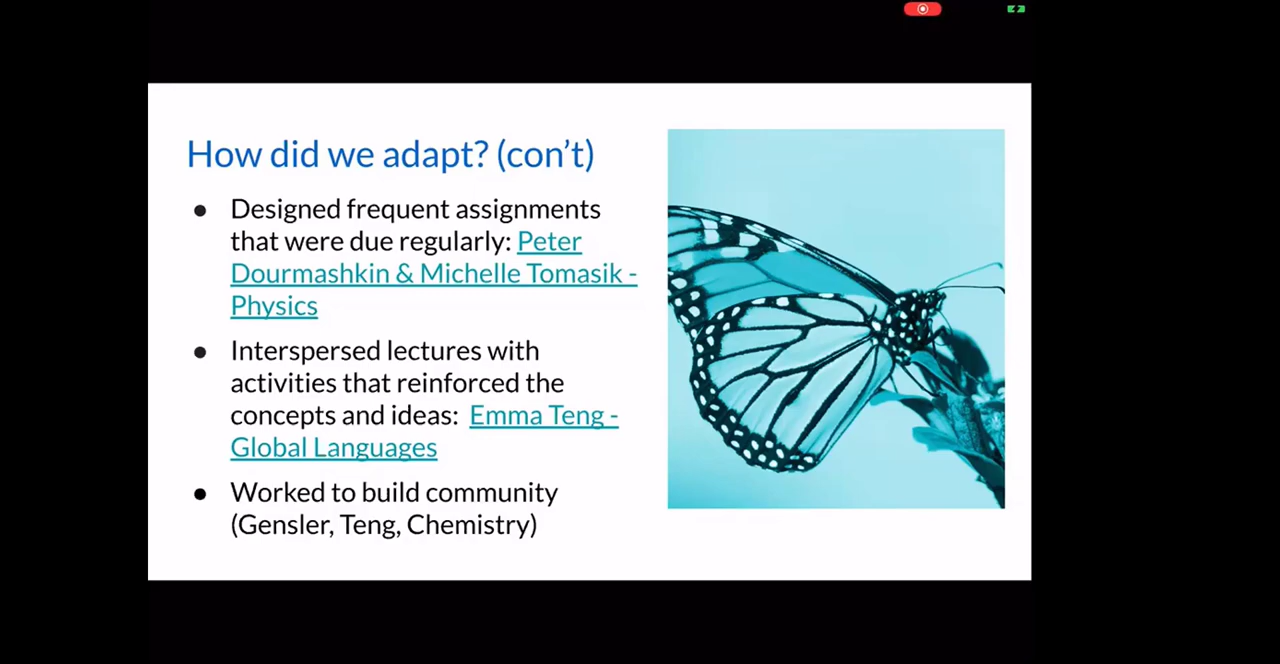 How did we adapt? (con’t)
● Designed frequent assignments
that were due regularly: Peter
Dourmashkin & Michelle Tomasik -
Physics
● Interspersed lectures with
activities that reinforced the
concepts and ideas: Emma Teng -
Global Languages
● Worked to build community
(Gensler, Teng, Chemistry)